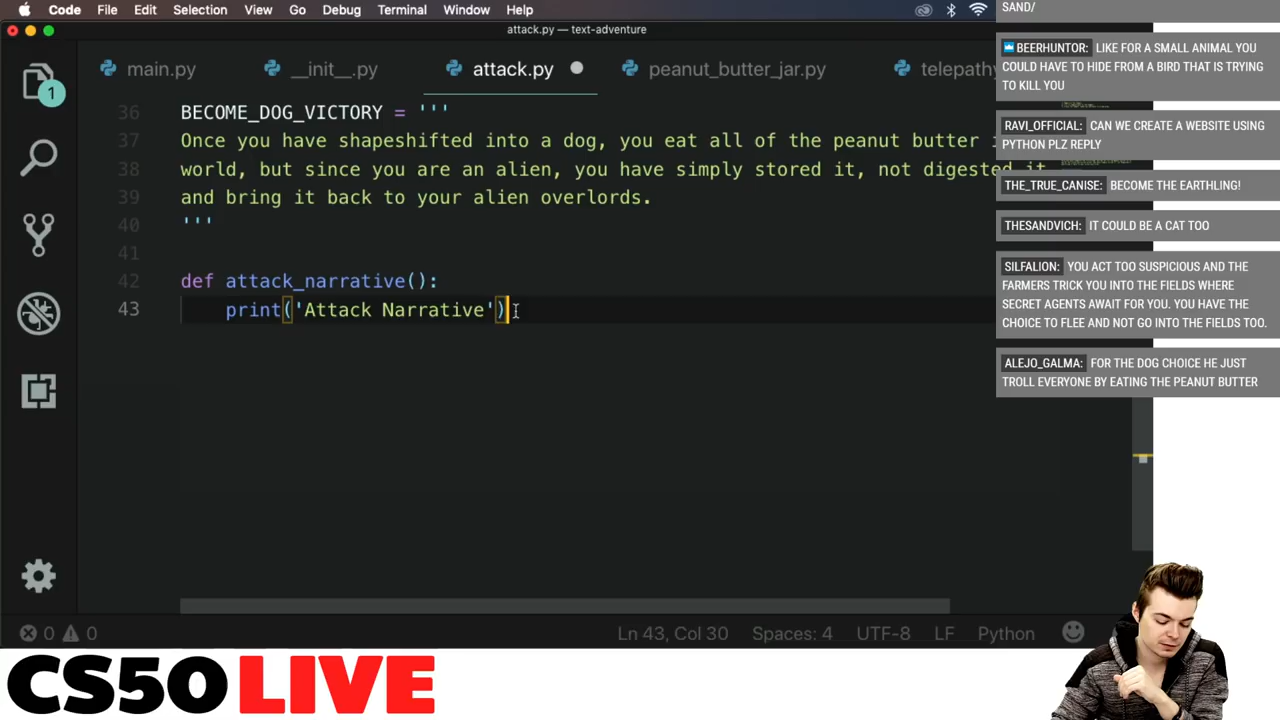 Code File Edit Selection View Go Debug Terminal Window Help
attack.py — text-adventure
main.py __init__.py attack.py peanut_butter_jar.py telepathy
1
36 BECOME_DOG_VICTORY = '''
37 Once you have shapeshifted into a dog, you eat all of the peanut butter
38 world, but since you are an alien, you have simply stored it, not digested it
39 and bring it back to your alien overlords.
40 '''
41
42 def attack_narrative():
43 print('Attack Narrative')
0 0 Ln 43, Col 30 Spaces: 4 UTF-8 LF Python
SAND/
BEERHUNTOR: LIKE FOR A SMALL ANIMAL YOU
COULD HAVE TO HIDE FROM A BIRD THAT IS TRYING
TO KILL YOU
RAVI_OFFICIAL: CAN WE CREATE A WEBSITE USING
PYTHON PLZ REPLY
THE_TRUE_CANISE: BECOME THE EARTHLING!
THESANDVICH: IT COULD BE A CAT TOO
SILFALION: YOU ACT TOO SUSPICIOUS AND THE
FARMERS TRICK YOU INTO THE FIELDS WHERE
SECRET AGENTS AWAIT FOR YOU. YOU HAVE THE
CHOICE TO FLEE AND NOT GO INTO THE FIELDS TOO.
ALEJO_GALMA: FOR THE DOG CHOICE HE JUST
TROLL EVERYONE BY EATING THE PEANUT BUTTER
CS50 LIVE